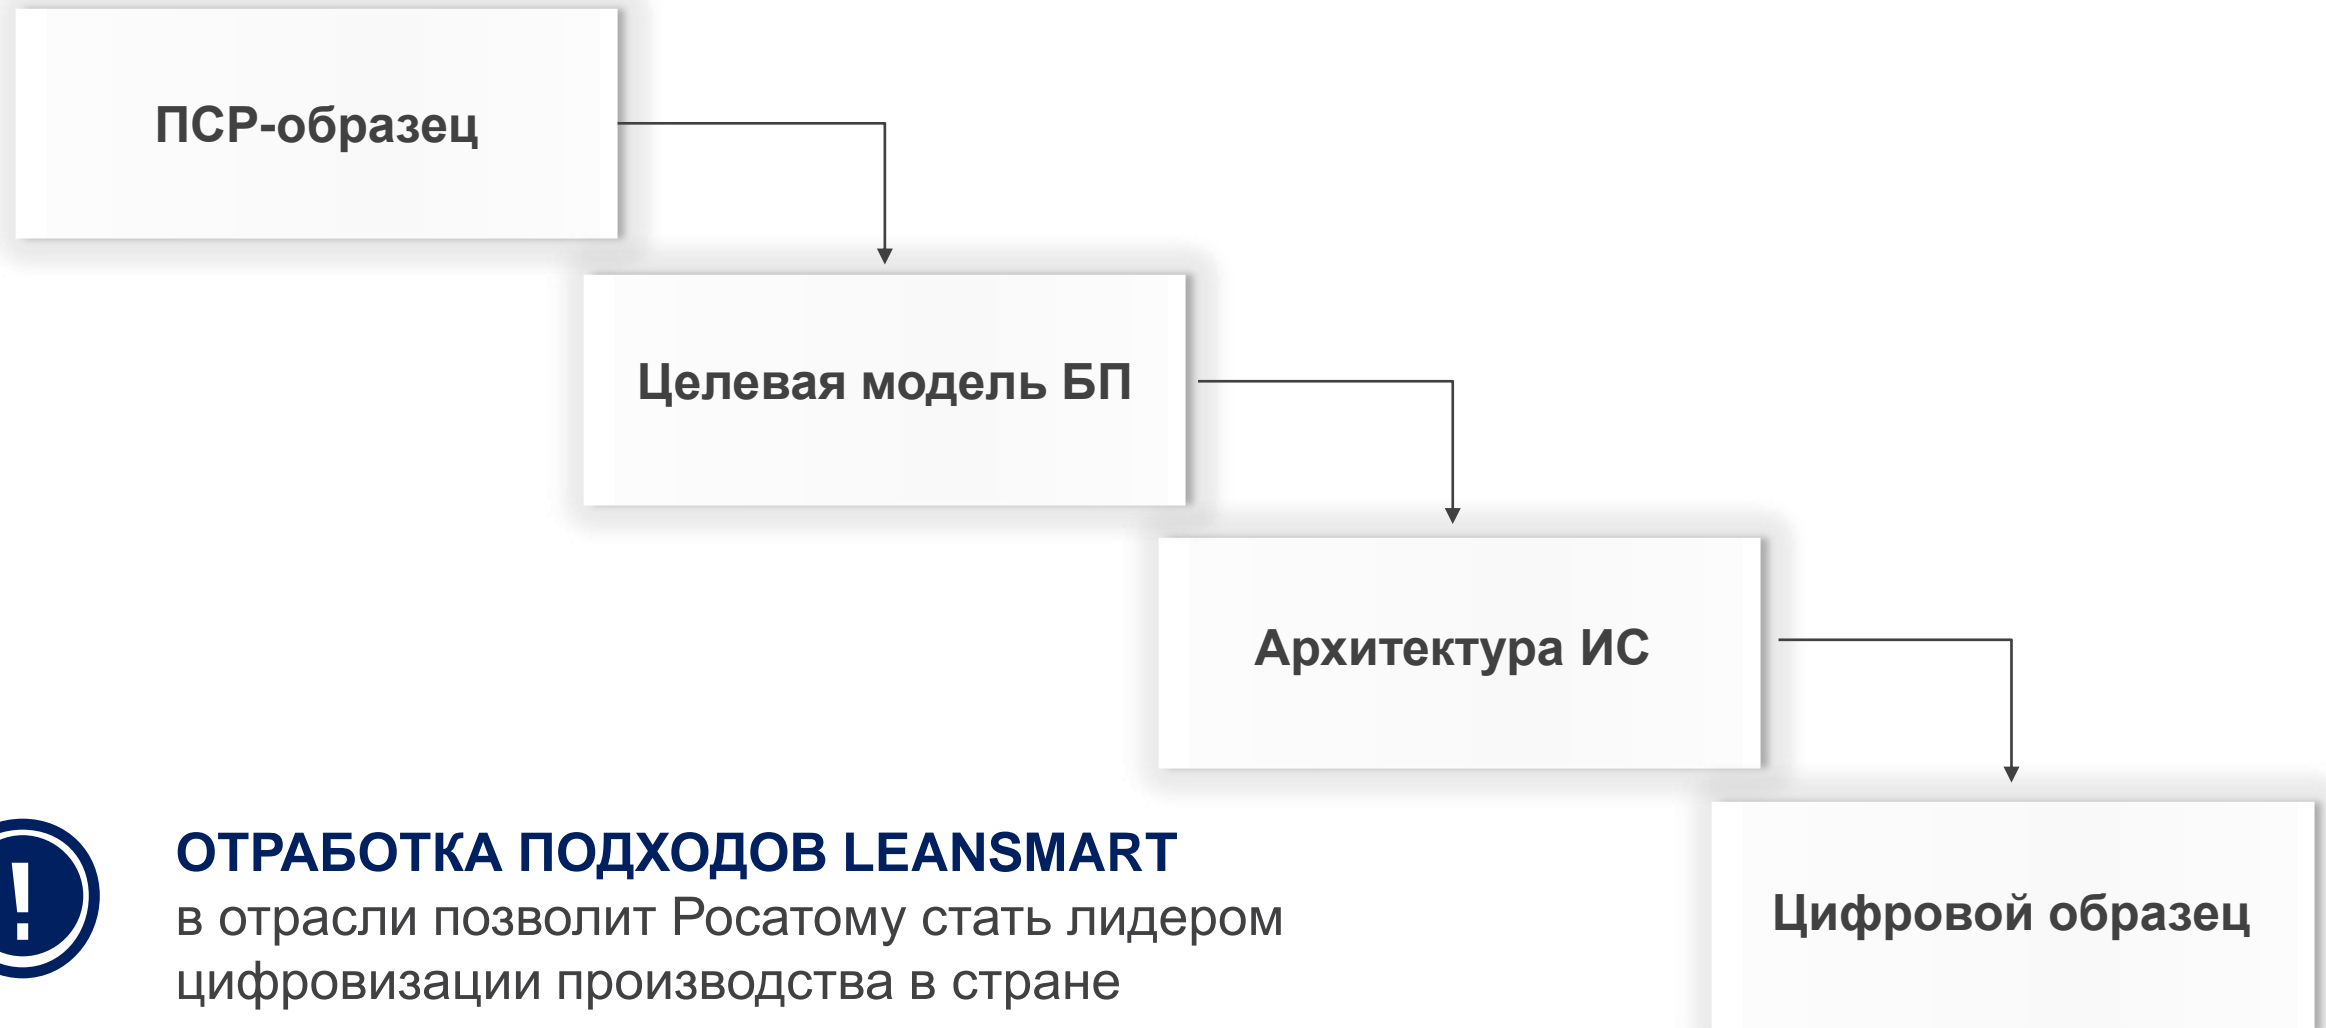 ПСР-образец
Целевая модель БП
Архитектура ИС
Цифровой образец
!
ОТРАБОТКА ПОДХОДОВ LEANSMART
в отрасли позволит Росатому стать лидером
цифровизации производства в стране